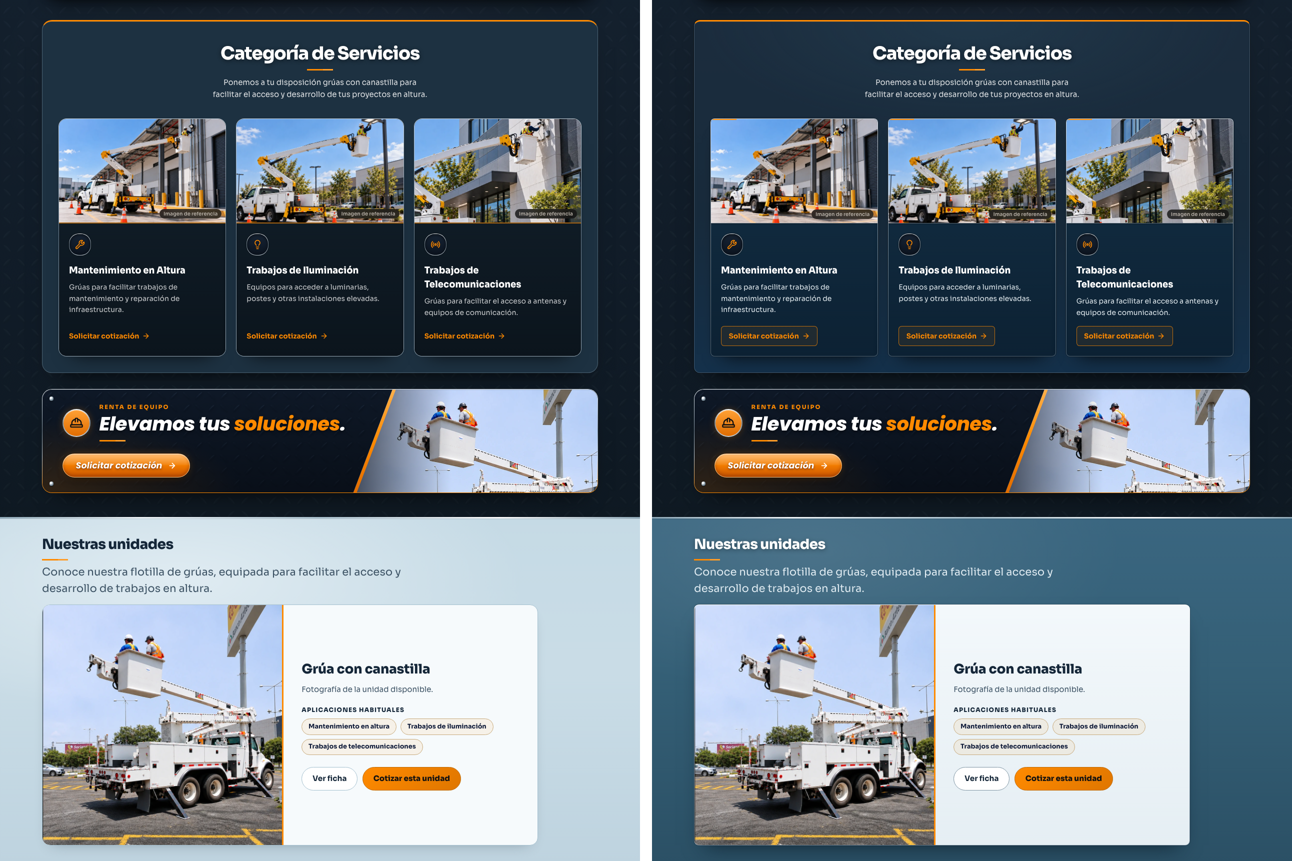 Categoría de Servicios
Ponemos a tu disposición grúas con canastilla para
facilitar el acceso y desarrollo de tus proyectos en altura.
Imagen de referencia
Imagen de referencia
Imagen de referencia
Mantenimiento en Altura
Grúas para facilitar trabajos de
mantenimiento y reparación de
infraestructura.
Solicitar cotización →
Trabajos de Iluminación
Equipos para acceder a luminarias,
postes y otras instalaciones elevadas.
Solicitar cotización →
Trabajos de
Telecomunicaciones
Grúas para facilitar el acceso a antenas y
equipos de comunicación.
Solicitar cotización →
RENTA DE EQUIPO
Elevamos tus soluciones.
Solicitar cotización →
Nuestras unidades
Conoce nuestra flotilla de grúas, equipada para facilitar el acceso y
desarrollo de trabajos en altura.
Grúa con canastilla
Fotografía de la unidad disponible.
APLICACIONES HABITUALES
Mantenimiento en altura
Trabajos de iluminación
Trabajos de telecomunicaciones
Ver ficha
Cotizar esta unidad
Categoría de Servicios
Ponemos a tu disposición grúas con canastilla para
facilitar el acceso y desarrollo de tus proyectos en altura.
Imagen de referencia
Imagen de referencia
Imagen de referencia
Mantenimiento en Altura
Grúas para facilitar trabajos de
mantenimiento y reparación de
infraestructura.
Solicitar cotización →
Trabajos de Iluminación
Equipos para acceder a luminarias,
postes y otras instalaciones elevadas.
Solicitar cotización →
Trabajos de
Telecomunicaciones
Grúas para facilitar el acceso a antenas y
equipos de comunicación.
Solicitar cotización →
RENTA DE EQUIPO
Elevamos tus soluciones.
Solicitar cotización →
Nuestras unidades
Conoce nuestra flotilla de grúas, equipada para facilitar el acceso y
desarrollo de trabajos en altura.
Grúa con canastilla
Fotografía de la unidad disponible.
APLICACIONES HABITUALES
Mantenimiento en altura
Trabajos de iluminación
Trabajos de telecomunicaciones
Ver ficha
Cotizar esta unidad